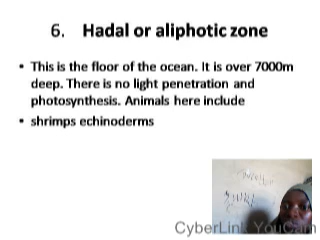 6. Hadal or aliphotic zone
• This is the floor of the ocean. It is over 7000m
deep. There is no light penetration and
photosynthesis. Animals here include
• shrimps echinoderms
CyberLink YouCam